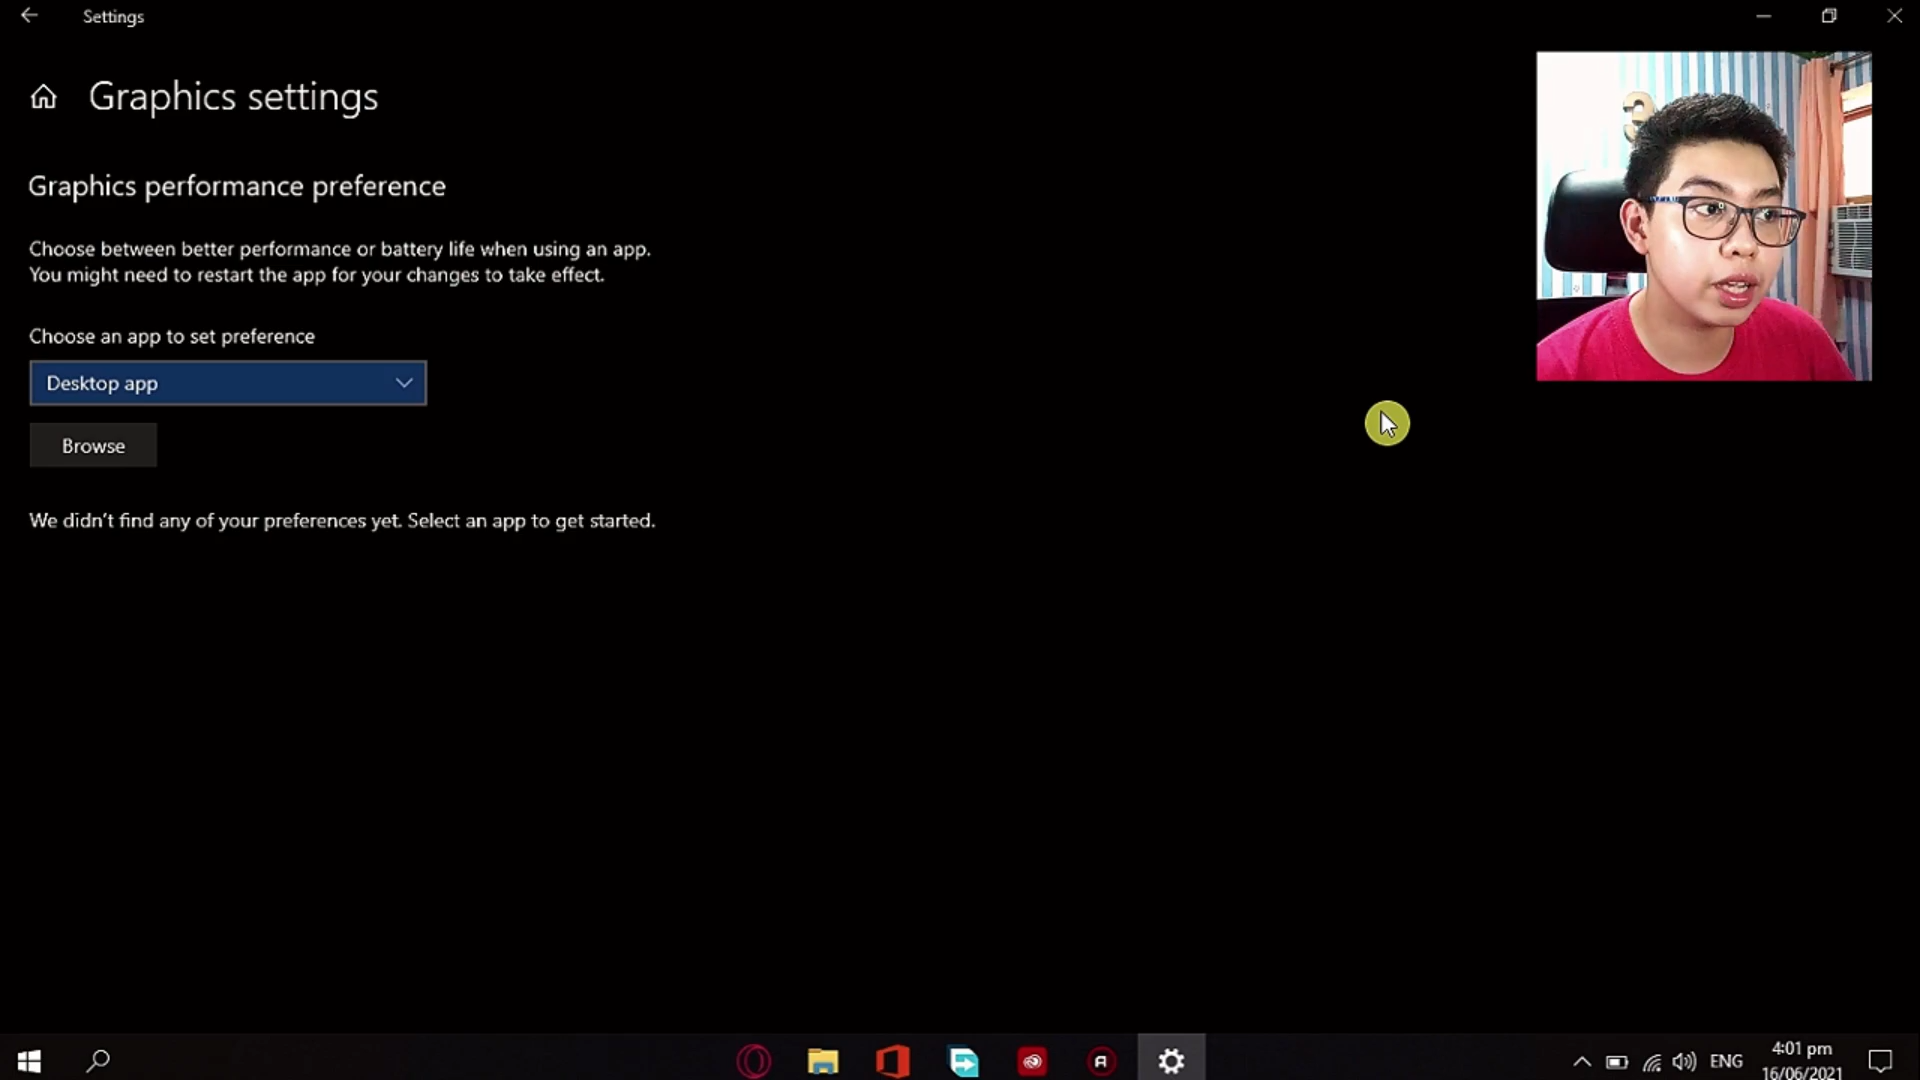 Settings
Graphics settings
Graphics performance preference
Choose between better performance or battery life when using an app.
You might need to restart the app for your changes to take effect.
Choose an app to set preference
Desktop app
Browse
We didn't find any of your preferences yet. Select an app to get started.
ENG
4:01 pm
16/06/2021